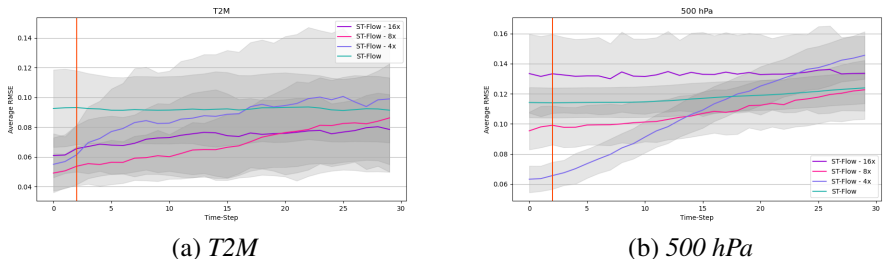 T2M
ST-Flow - 16x
ST-Flow - 8x
ST-Flow - 4x
ST-Flow
0.14
0.12
0.10
0.08
0.06
0.04
Average RMSE
0
5
10
15
20
25
30
Time-Step
(a) T2M
500 hPa
0.16
0.14
0.12
0.10
0.08
0.06
Average RMSE
ST-Flow - 16x
ST-Flow - 8x
ST-Flow - 4x
ST-Flow
0
5
10
15
20
25
30
Time-Step
(b) 500 hPa